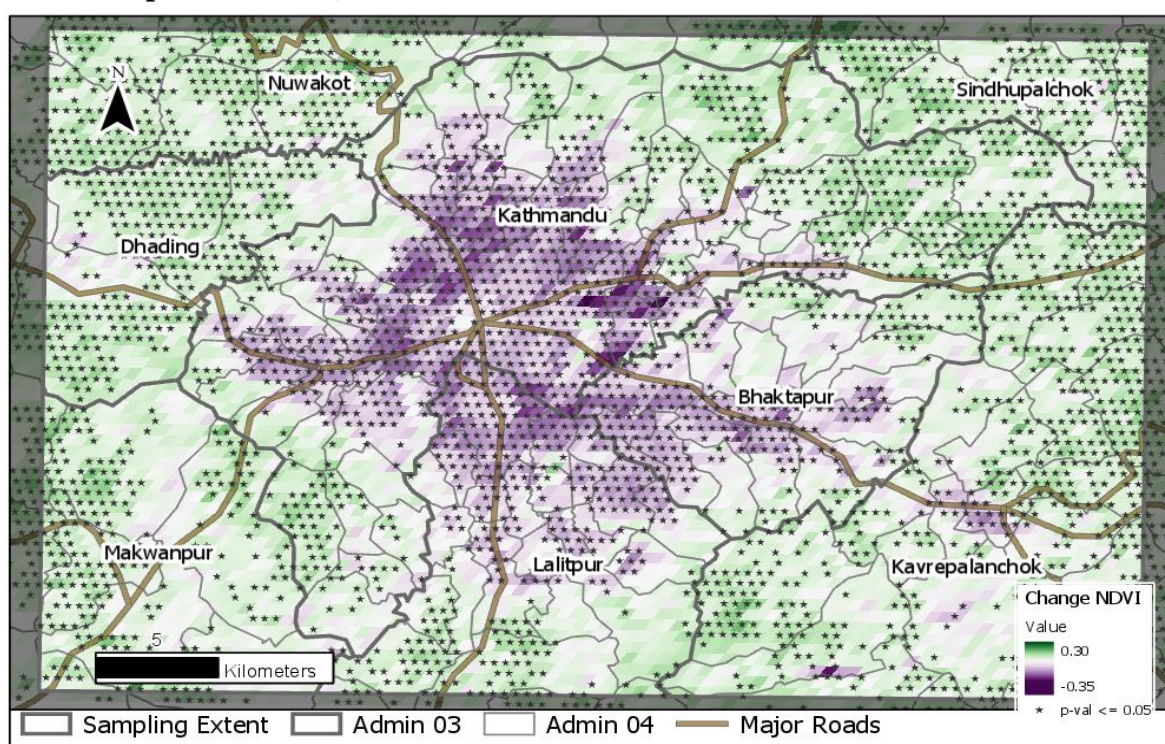 N
Nuwakot
Sindhupalchok
Kathmandu
Dhading
Bhaktapur
Makwanpur
Lalitpur
Kavrepalanchok
5
Kilometers
Change NDVI
Value
0.30
-0.35
p-val <= 0.05
Sampling Extent
Admin 03
Admin 04
Major Roads